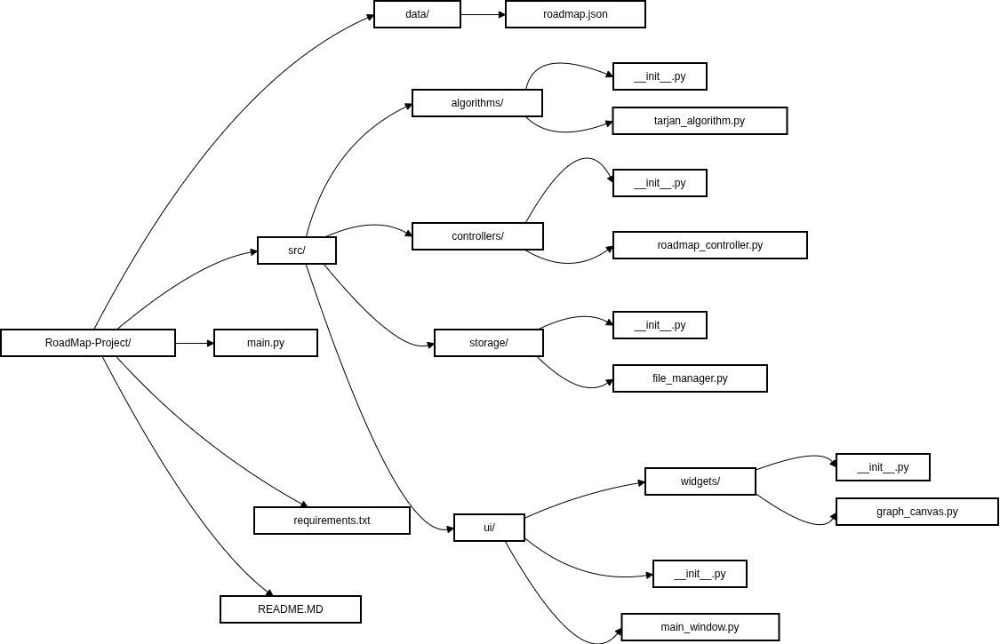 data/
roadmap.json
algorithms/
__init__.py
tarjan_algorithm.py
__init__.py
src/
controllers/
roadmap_controller.py
RoadMap-Project/
main.py
storage/
__init__.py
file_manager.py
widgets/
__init__.py
graph_canvas.py
requirements.txt
ui/
__init__.py
README.MD
main_window.py